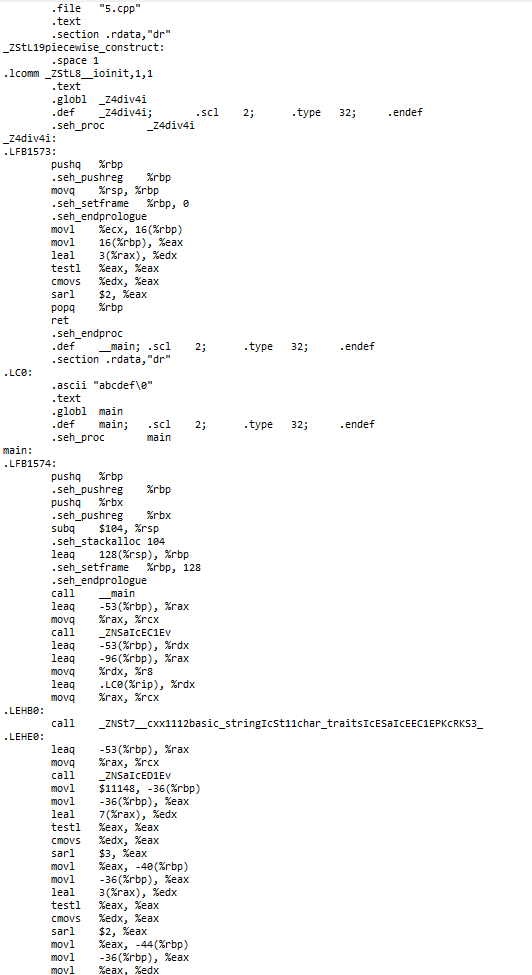 .file "5.cpp"
.text
.section .rdata,"dr"
_ZStL19piecewise_construct:
.space 1
.lcomm _ZStL8__ioinit,1,1
.text
.globl _Z4div4i
.def _Z4div4i; .scl 2; .type 32; .endef
.seh_proc _Z4div4i
_Z4div4i:
.LFB1573:
pushq %rbp
.seh_pushreg %rbp
movq %rsp, %rbp
.seh_setframe %rbp, 0
.seh_endprologue
movl %ecx, 16(%rbp)
movl 16(%rbp), %eax
leal 3(%rax), %edx
testl %eax, %eax
cmovs %edx, %eax
sarl $2, %eax
popq %rbp
ret
.seh_endproc
.def __main; .scl 2; .type 32; .endef
.section .rdata,"dr"
.LC0:
.ascii "abcdef\0"
.text
.globl main
.def main; .scl 2; .type 32; .endef
.seh_proc main
main:
.LFB1574:
pushq %rbp
.seh_pushreg %rbp
pushq %rbx
.seh_pushreg %rbx
subq $104, %rsp
.seh_stackalloc 104
leaq 128(%rsp), %rbp
.seh_setframe %rbp, 128
.seh_endprologue
call __main
leaq -53(%rbp), %rax
movq %rax, %rcx
call _ZNSaIcEC1Ev
leaq -53(%rbp), %rdx
leaq -96(%rbp), %rax
movq %rdx, %r8
leaq .LC0(%rip), %rdx
movq %rax, %rcx
.LEHB0:
call _ZNSt7__cxx1112basic_stringIcSt11char_traitsIcESaIcEEC1EPKcRKS3_
.LEHE0:
leaq -53(%rbp), %rax
movq %rax, %rcx
call _ZNSaIcED1Ev
movl $11148, -36(%rbp)
movl -36(%rbp), %eax
leal 7(%rax), %edx
testl %eax, %eax
cmovs %edx, %eax
sarl $3, %eax
movl %eax, -40(%rbp)
movl -36(%rbp), %eax
leal 3(%rax), %edx
testl %eax, %eax
cmovs %edx, %eax
sarl $2, %eax
movl %eax, -44(%rbp)
movl -36(%rbp), %eax
movl %eax, %edx